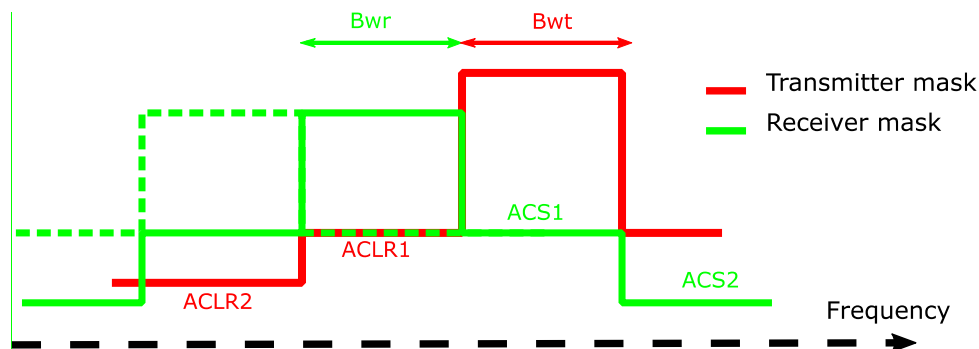 Bwr
Bwt
Transmitter mask
Receiver mask
ACS1
ACLR1
ACS2
ACLR2
Frequency